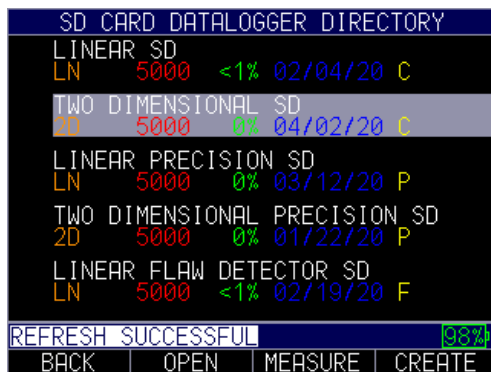 SD CARD DATALOGGER DIRECTORY
LINEAR SD
LN 5000 <1% 02/04/20 C
TWO DIMENSIONAL SD
2D 5000 0% 04/02/20 C
LINEAR PRECISION SD
LN 5000 0% 03/12/20 P
TWO DIMENSIONAL PRECISION SD
2D 5000 0% 01/22/20 P
LINEAR FLAW DETECTOR SD
LN 5000 <1% 02/19/20 F
REFRESH SUCCESSFUL 98%
BACK OPEN MEASURE CREATE